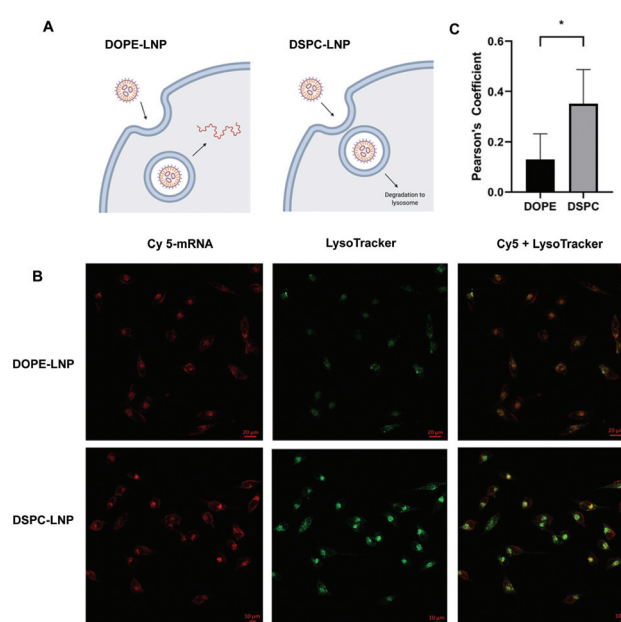 A
DOPE-LNP
DSPC-LNP
Degradation to
lysosome
C
Pearson's Coefficient
0.6
0.4
0.2
0.0
*
DOPE DSPC
Cy 5-mRNA
LysoTracker
Cy5 + LysoTracker
B
DOPE-LNP
20 μm
20 μm
20 μm
DSPC-LNP
10 μm
10 μm
10 μm